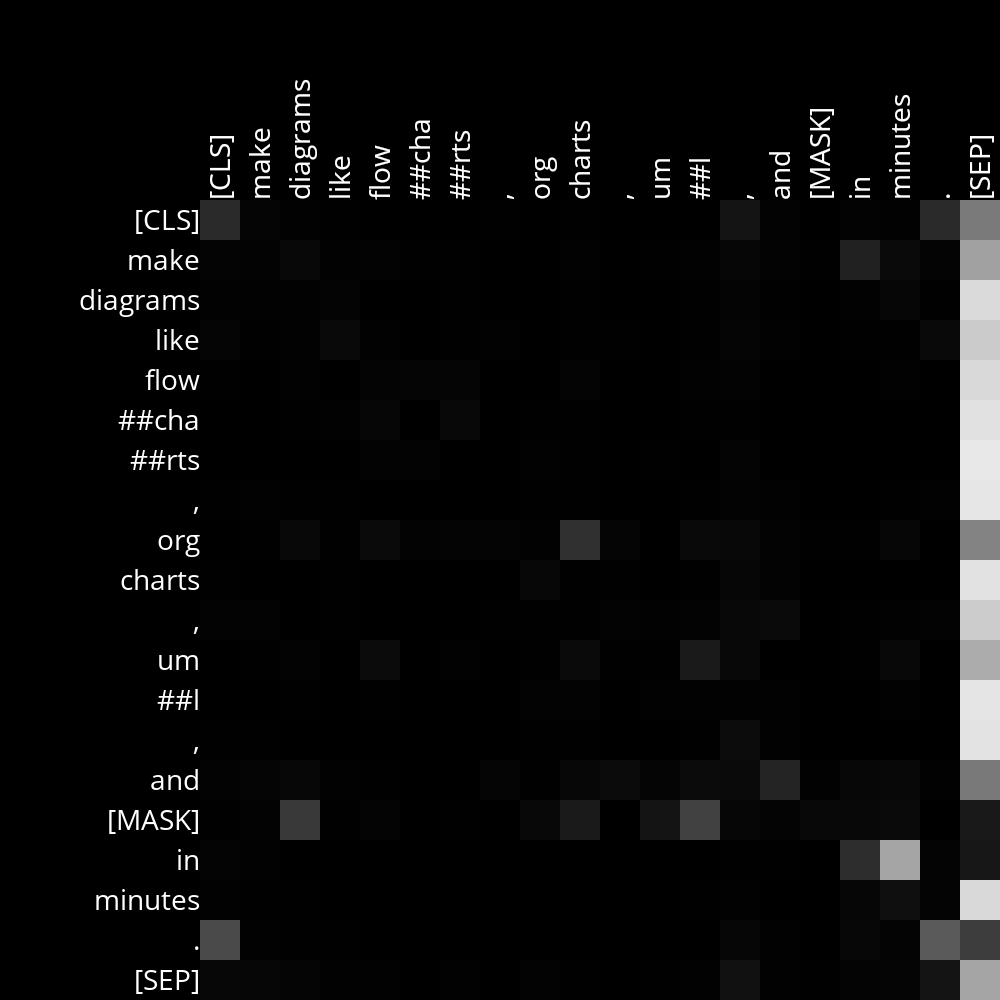 [CLS] make diagrams like flow ##cha ##rts , org charts , um ##l , and [MASK] in minutes . [SEP]
[CLS]
make
diagrams
like
flow
##cha
##rts
,
org
charts
,
um
##l
,
and
[MASK]
in
minutes
.
[SEP]